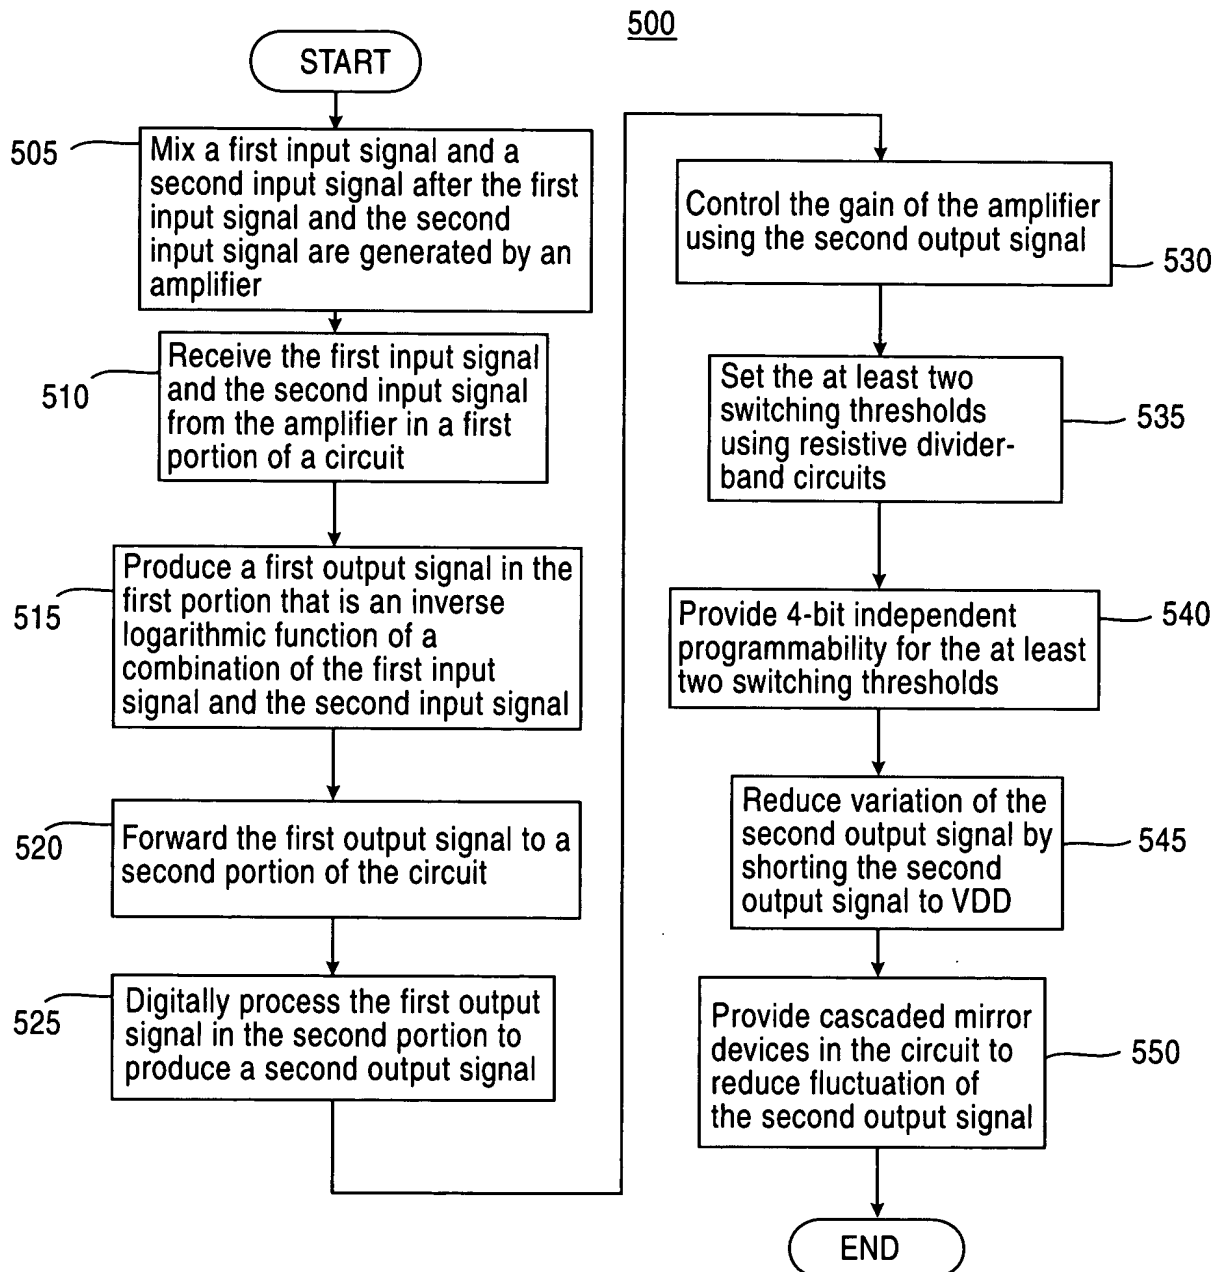 500
START
505
Mix a first input signal and a
second input signal after the first
input signal and the second
input signal are generated by an
amplifier
510
Receive the first input signal
and the second input signal
from the amplifier in a first
portion of a circuit
515
Produce a first output signal in the
first portion that is an inverse
logarithmic function of a
combination of the first input
signal and the second input signal
520
Forward the first output signal to a
second portion of the circuit
525
Digitally process the first output
signal in the second portion to
produce a second output signal
Control the gain of the amplifier
using the second output signal
530
Set the at least two
switching thresholds
using resistive divider-
band circuits
535
Provide 4-bit independent
programmability for the at least
two switching thresholds
540
Reduce variation of the
second output signal by
shorting the second
output signal to VDD
545
Provide cascaded mirror
devices in the circuit to
reduce fluctuation of
the second output signal
550
END